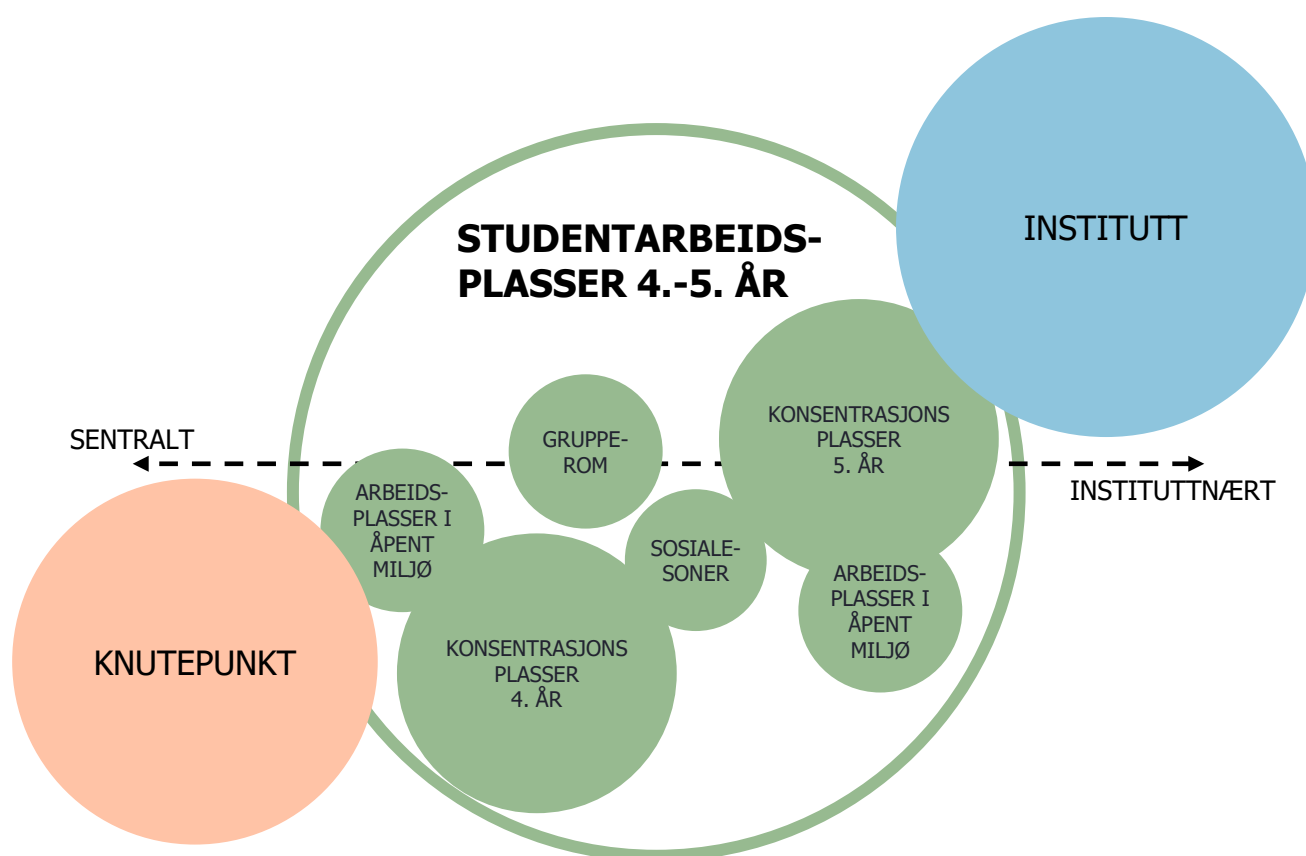 STUDENTARBEIDS-
PLASSER 4.-5. ÅR
INSTITUTT
SENTRALT
INSTITUTTNÆRT
GRUPPE-
ROM
KONSENTRASJONS
PLASSER
5. ÅR
ARBEIDS-
PLASSER I
ÅPENT
MILJØ
SOSIALE-
SONER
ARBEIDS-
PLASSER I
ÅPENT
MILJØ
KNUTEPUNKT
KONSENTRASJONS
PLASSER
4. ÅR